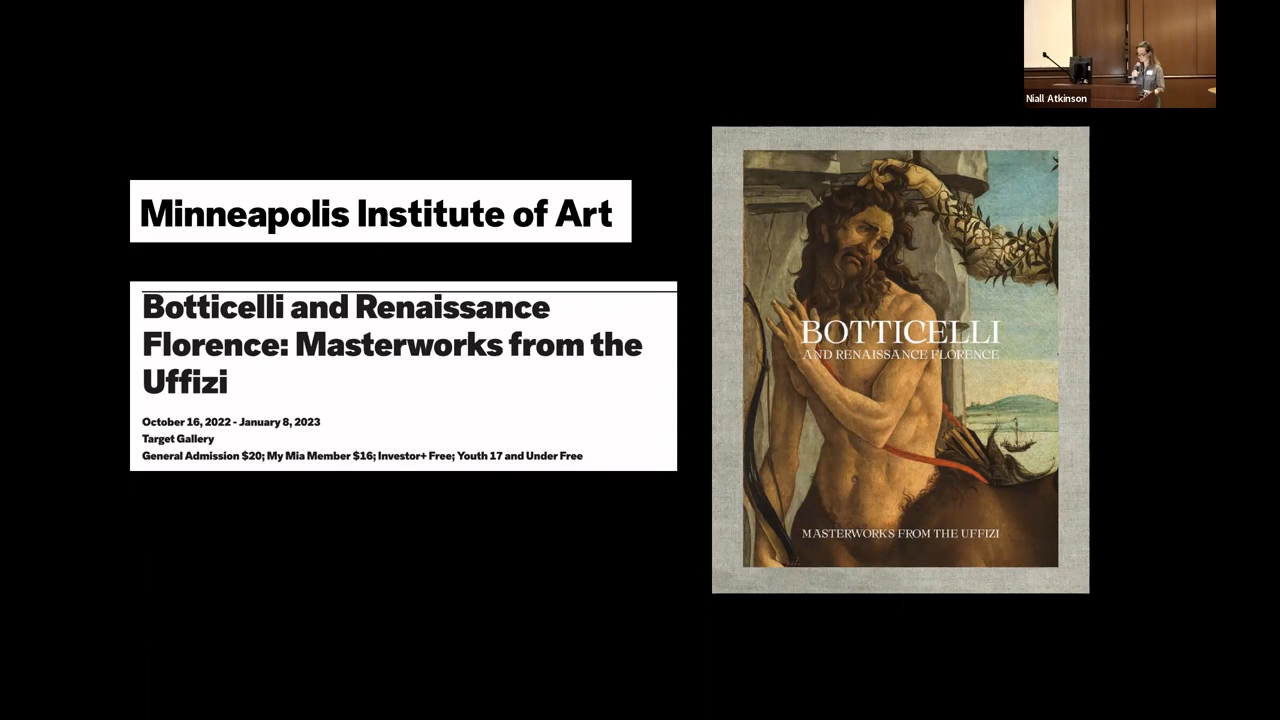 Niall Atkinson
Minneapolis Institute of Art
Botticelli and Renaissance
Florence: Masterworks from the
Uffizi
October 16, 2022 - January 8, 2023
Target Gallery
General Admission $20; My Mia Member $16; Investor+ Free; Youth 17 and Under Free
BOTTICELLI
AND RENAISSANCE FLORENCE
MASTERWORKS FROM THE UFFIZI